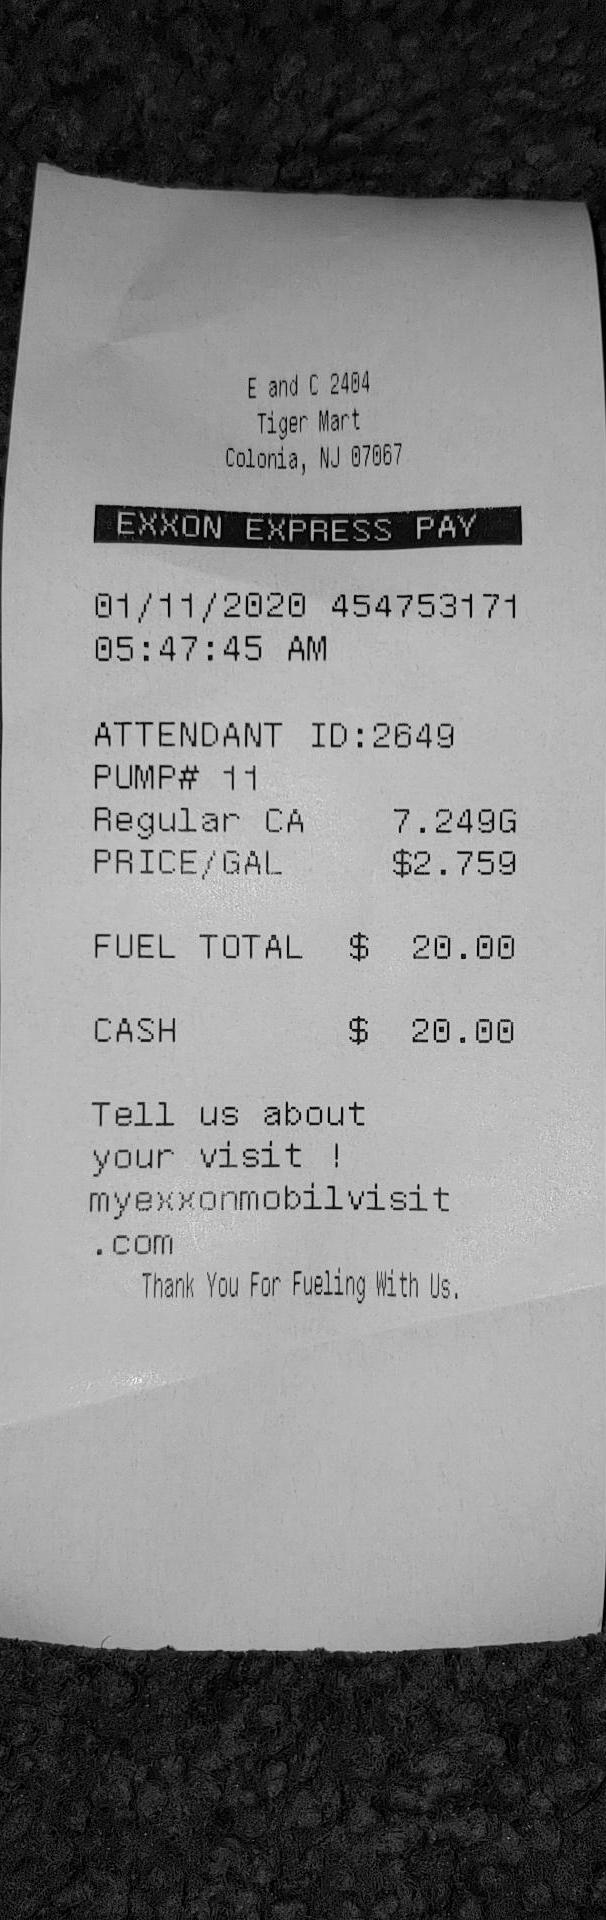 E and C 2404
Tiger Mart
Colonia, NJ 07067
EXXON EXPRESS PAY
01/11/2020 454753171
05:47:45 AM
ATTENDANT ID:2649
PUMP# 11
Regular CA 7.249G
PRICE/GAL $2.759
FUEL TOTAL $ 20.00
CASH $ 20.00
Tell us about
your visit !
myexxonmobilvisit
.com
Thank You For Fueling With Us.